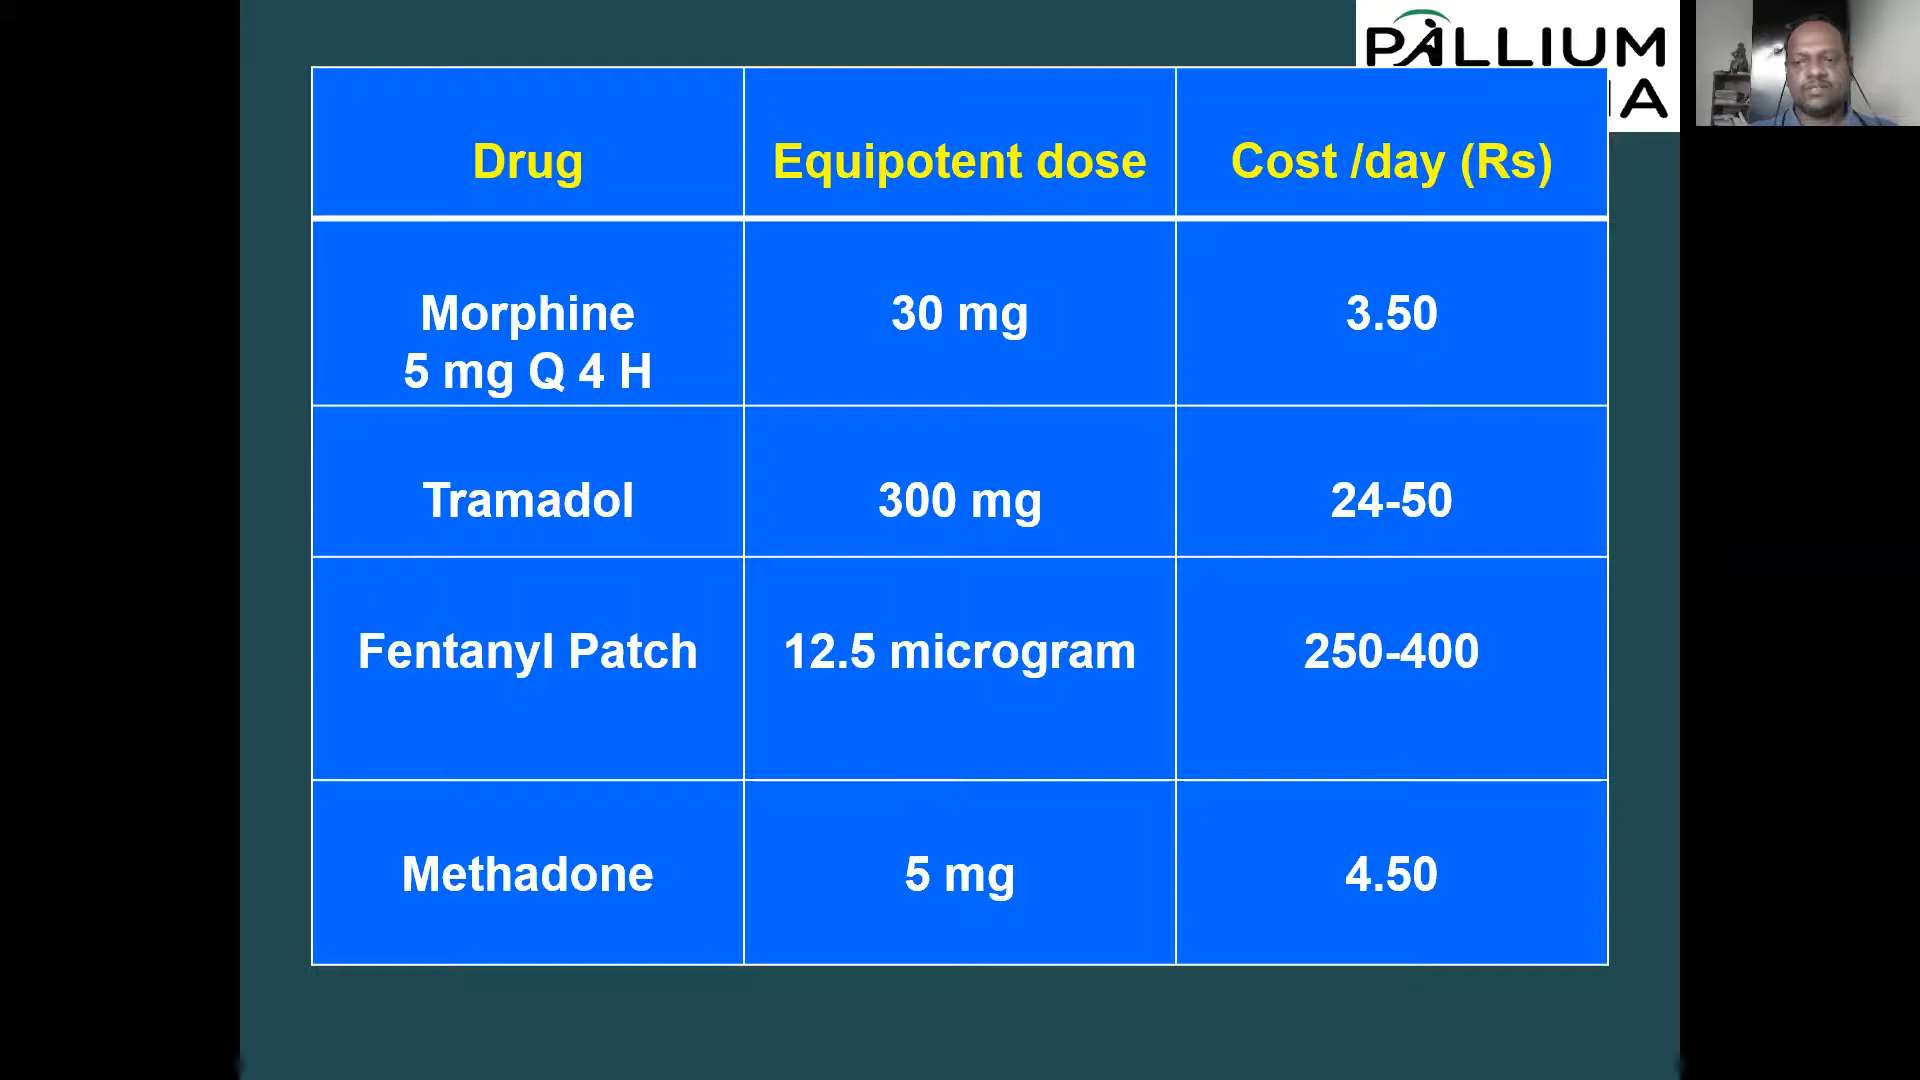 PALLIUM
IA
Drug Equipotent dose Cost /day (Rs)
Morphine 30 mg 3.50
5 mg Q 4 H
Tramadol 300 mg 24-50
Fentanyl Patch 12.5 microgram 250-400
Methadone 5 mg 4.50